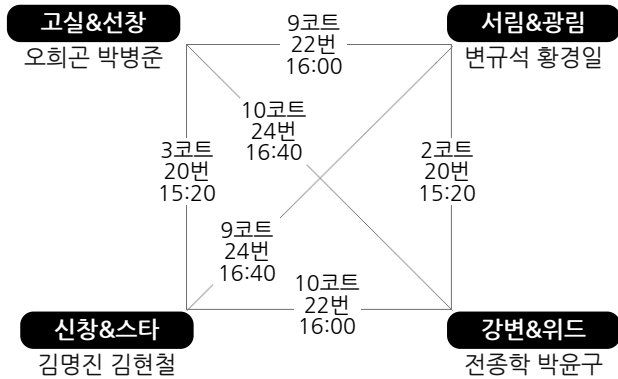 고실&선창
오희곤 박병준
9코트
22번
16:00
서림&광림
변규석 황경일
10코트
24번
16:40
3코트
20번
15:20
2코트
20번
15:20
9코트
24번
16:40
10코트
22번
16:00
신창&스타
김명진 김현철
강변&위드
전종학 박윤구